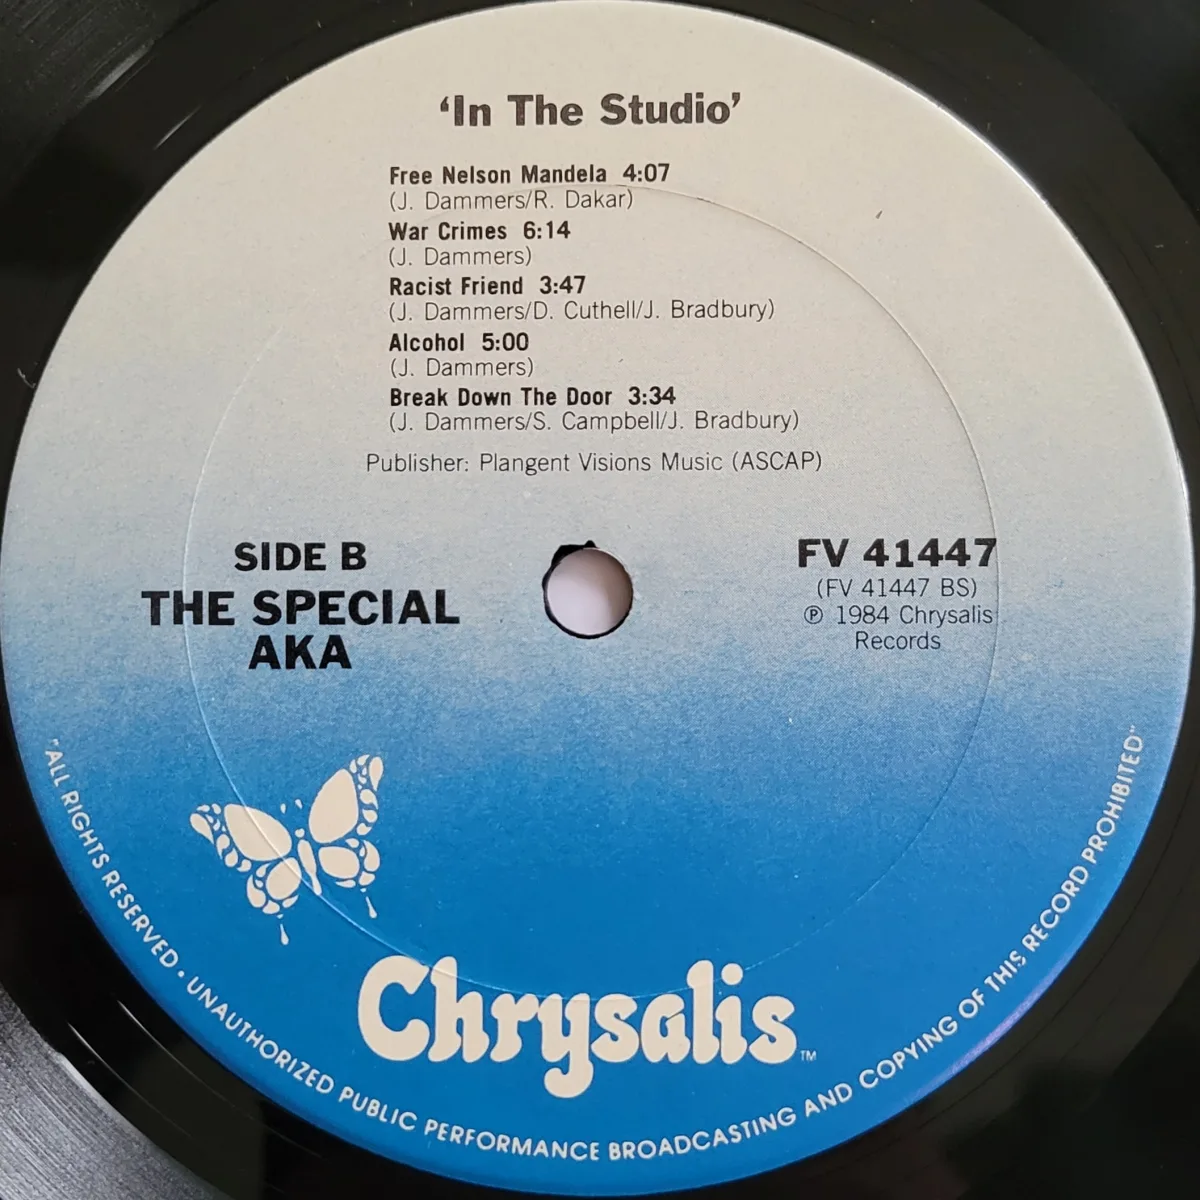 ‘In The Studio’
Free Nelson Mandela 4:07
(J. Dammers/R. Dakar)
War Crimes 6:14
(J. Dammers)
Racist Friend 3:47
(J. Dammers/D. Cuthell/J. Bradbury)
Alcohol 5:00
(J. Dammers)
Break Down The Door 3:34
(J. Dammers/S. Campbell/J. Bradbury)
Publisher: Plangent Visions Music (ASCAP)
SIDE B
THE SPECIAL
AKA
FV 41447
(FV 41447 BS)
℗ 1984 Chrysalis
Records
Chrysalis™
"ALL RIGHTS RESERVED • UNAUTHORIZED PUBLIC PERFORMANCE BROADCASTING AND COPYING OF THIS RECORD PROHIBITED"